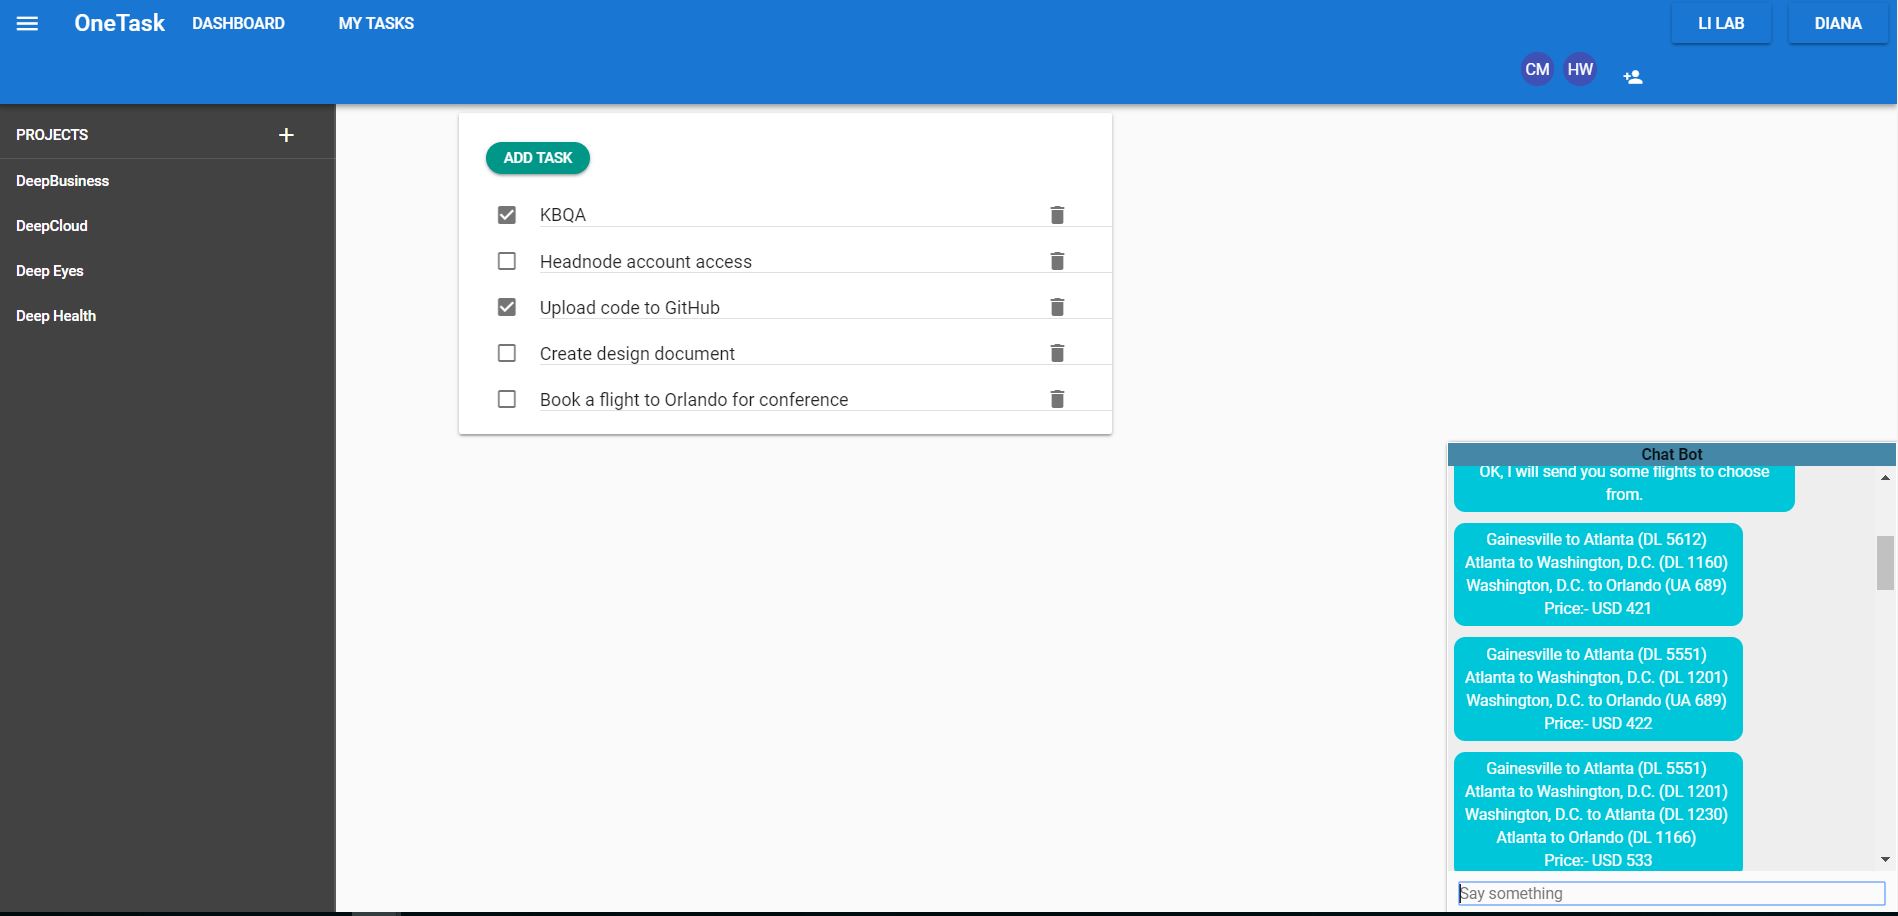 OneTask
DASHBOARD
MY TASKS
LI LAB
DIANA
CM
HW
PROJECTS
DeepBusiness
DeepCloud
Deep Eyes
Deep Health
ADD TASK
KBQA
Headnode account access
Upload code to GitHub
Create design document
Book a flight to Orlando for conference
Chat Bot
OK, I will send you some flights to choose
from.
Gainesville to Atlanta (DL 5612)
Atlanta to Washington, D.C. (DL 1160)
Washington, D.C. to Orlando (UA 689)
Price:- USD 421
Gainesville to Atlanta (DL 5551)
Atlanta to Washington, D.C. (DL 1201)
Washington, D.C. to Orlando (UA 689)
Price:- USD 422
Gainesville to Atlanta (DL 5551)
Atlanta to Washington, D.C. (DL 1201)
Washington, D.C. to Atlanta (DL 1230)
Atlanta to Orlando (DL 1166)
Price:- USD 533
Say something